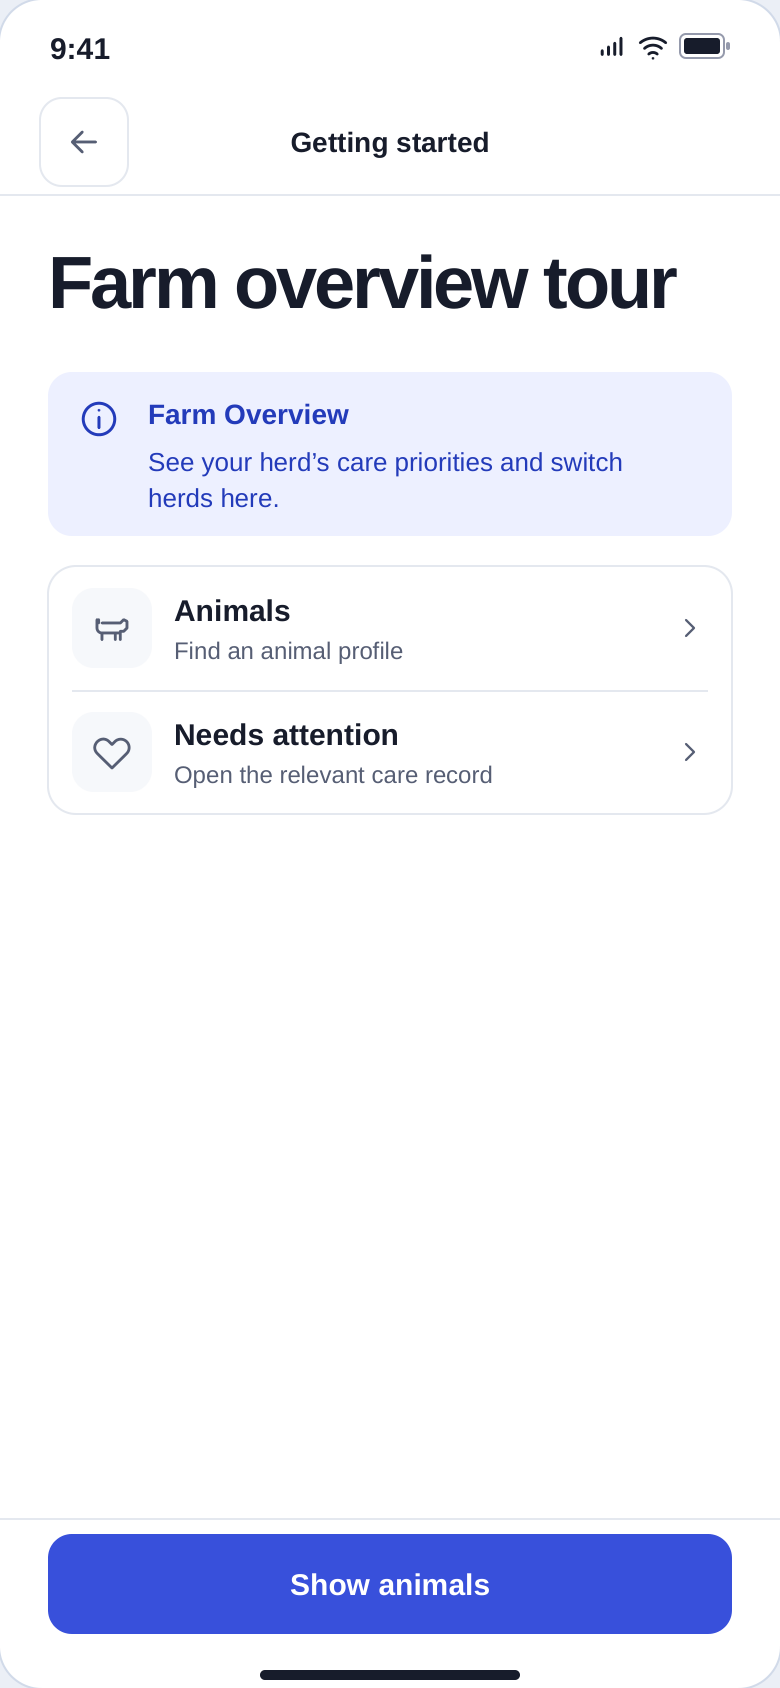 9:41
Getting started
Farm overview tour
Farm Overview
See your herd’s care priorities and switch
herds here.
Animals
Find an animal profile
Needs attention
Open the relevant care record
Show animals